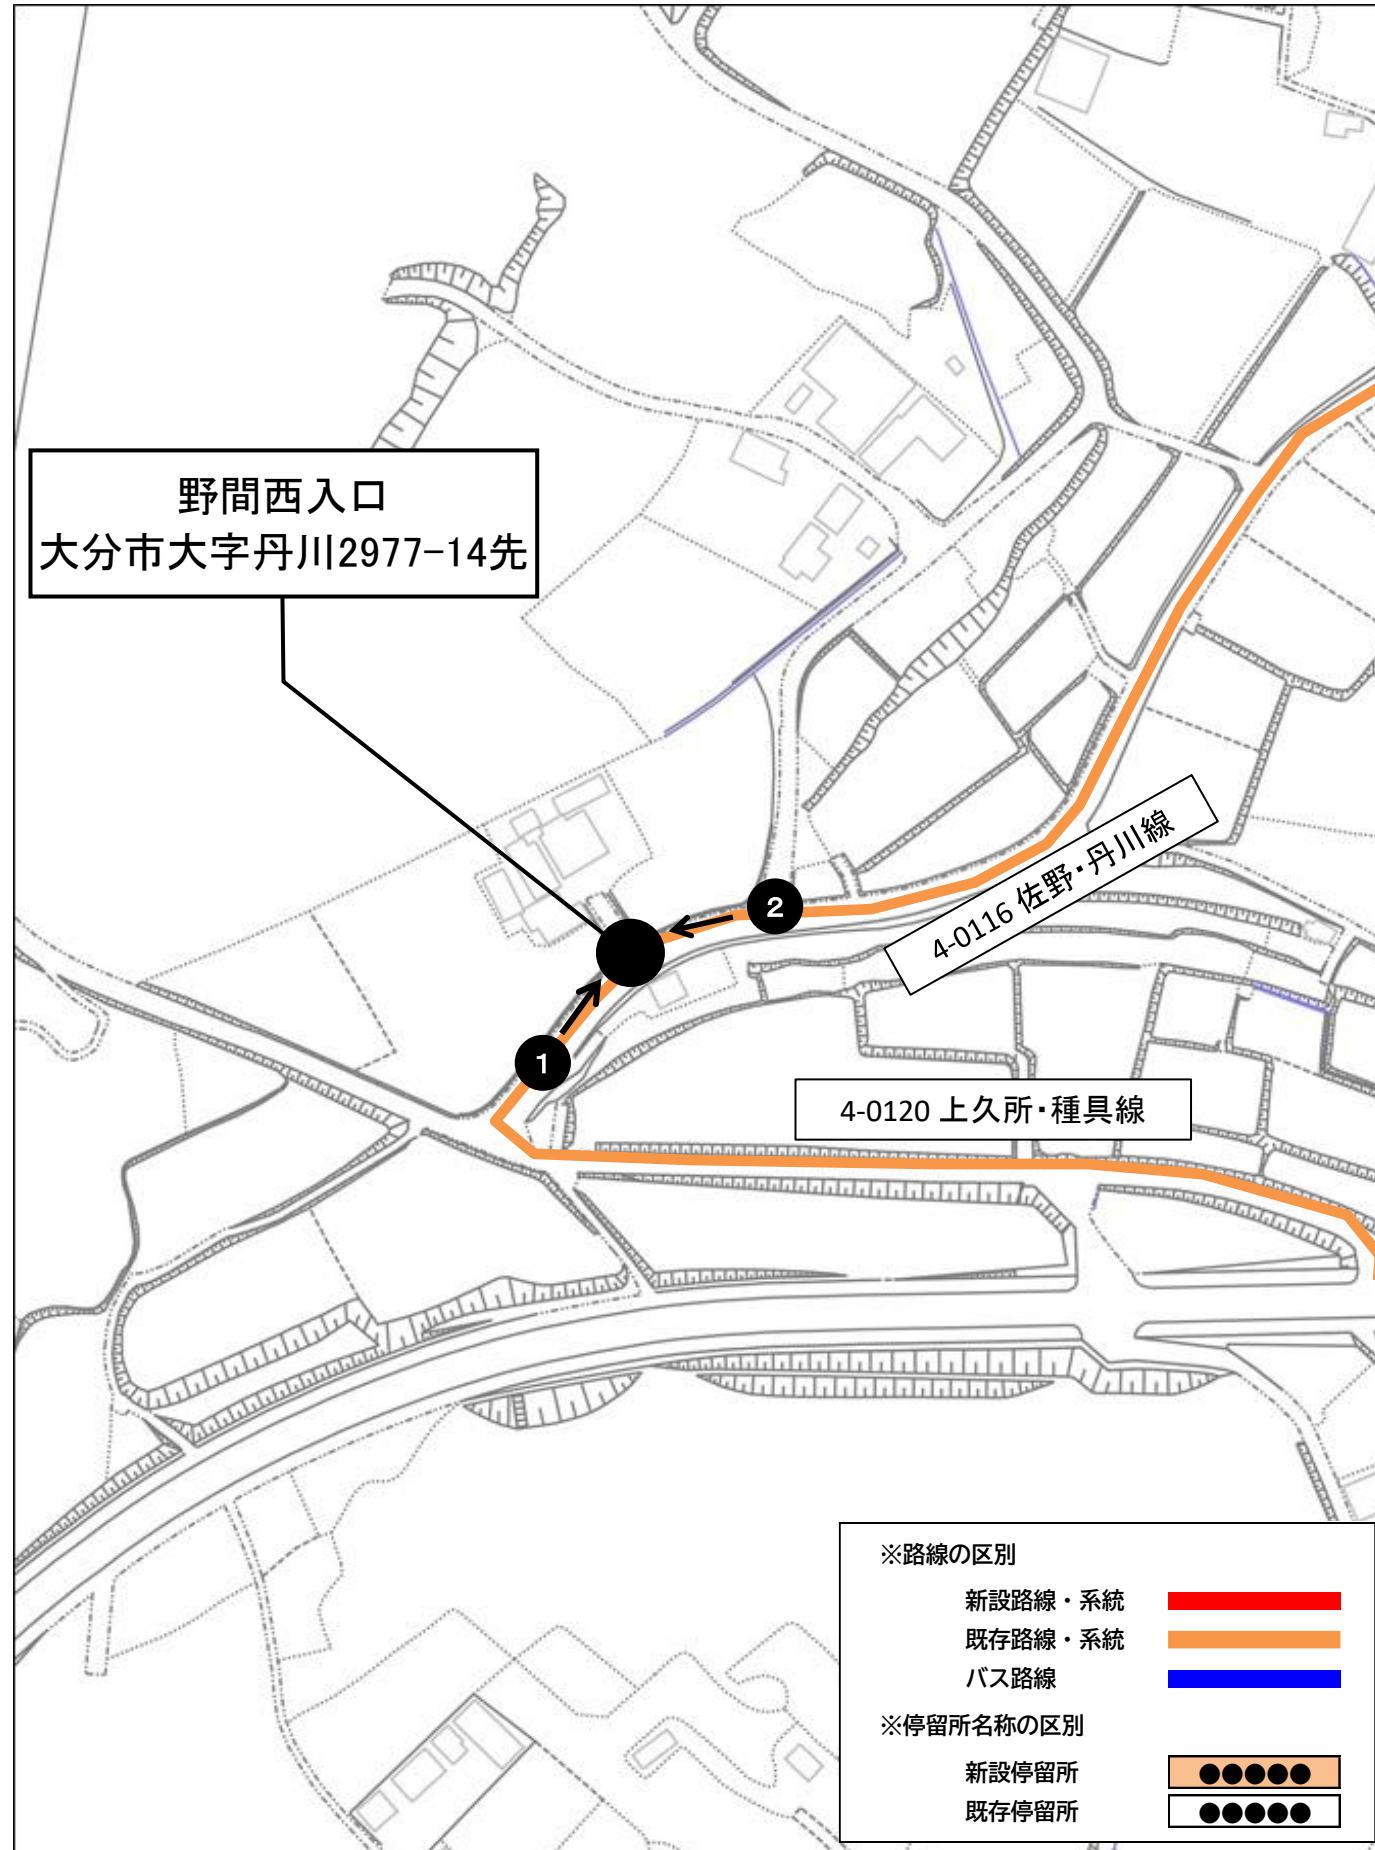 野間西入口
大分市大字丹川2977-14先
2
4-0116 佐野・丹川線
1
4-0120 上久所・種具線
※路線の区別
新設路線・系統
既存路線・系統
バス路線
※停留所名称の区別
新設停留所 ●●●●●
既存停留所 ●●●●●